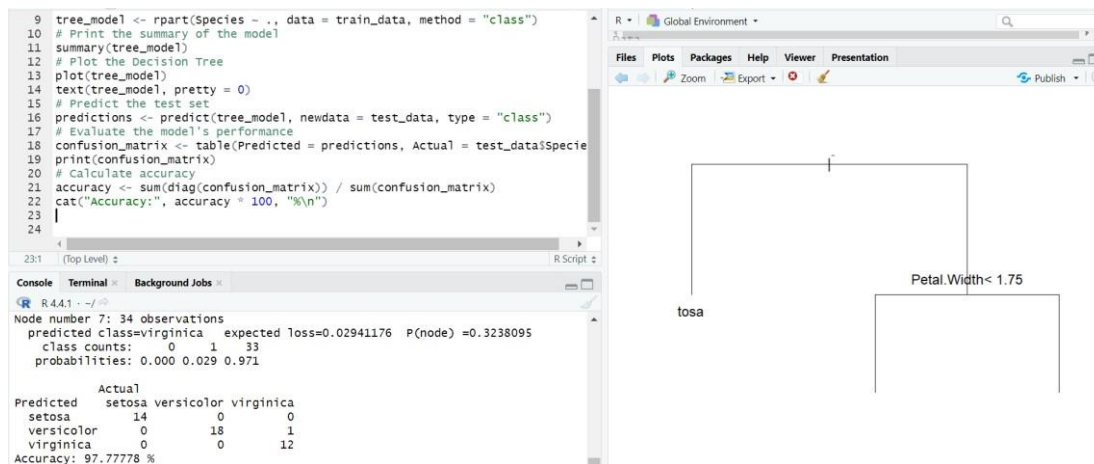 9 tree_model <- rpart(Species ~ ., data = train_data, method = "class")
10 # Print the summary of the model
11 summary(tree_model)
12 # Plot the Decision Tree
13 plot(tree_model)
14 text(tree_model, pretty = 0)
15 # Predict the test set
16 predictions <- predict(tree_model, newdata = test_data, type = "class")
17 # Evaluate the model's performance
18 confusion_matrix <- table(Predicted = predictions, Actual = test_data$Specie
19 print(confusion_matrix)
20 # Calculate accuracy
21 accuracy <- sum(diag(confusion_matrix)) / sum(confusion_matrix)
22 cat("Accuracy:", accuracy * 100, "%\n")
23
24
23:1 (Top Level) R Script
Console Terminal Background Jobs
R 4.4.1 · ~/
Node number 7: 34 observations
predicted class=virginica expected loss=0.02941176 P(node) =0.3238095
class counts: 0 1 33
probabilities: 0.000 0.029 0.971
Actual
Predicted setosa versicolor virginica
setosa 14 0 0
versicolor 0 18 1
virginica 0 0 12
Accuracy: 97.77778 %
R Global Environment
Files Plots Packages Help Viewer Presentation
Zoom Export Publish
Petal.Width< 1.75
tosa